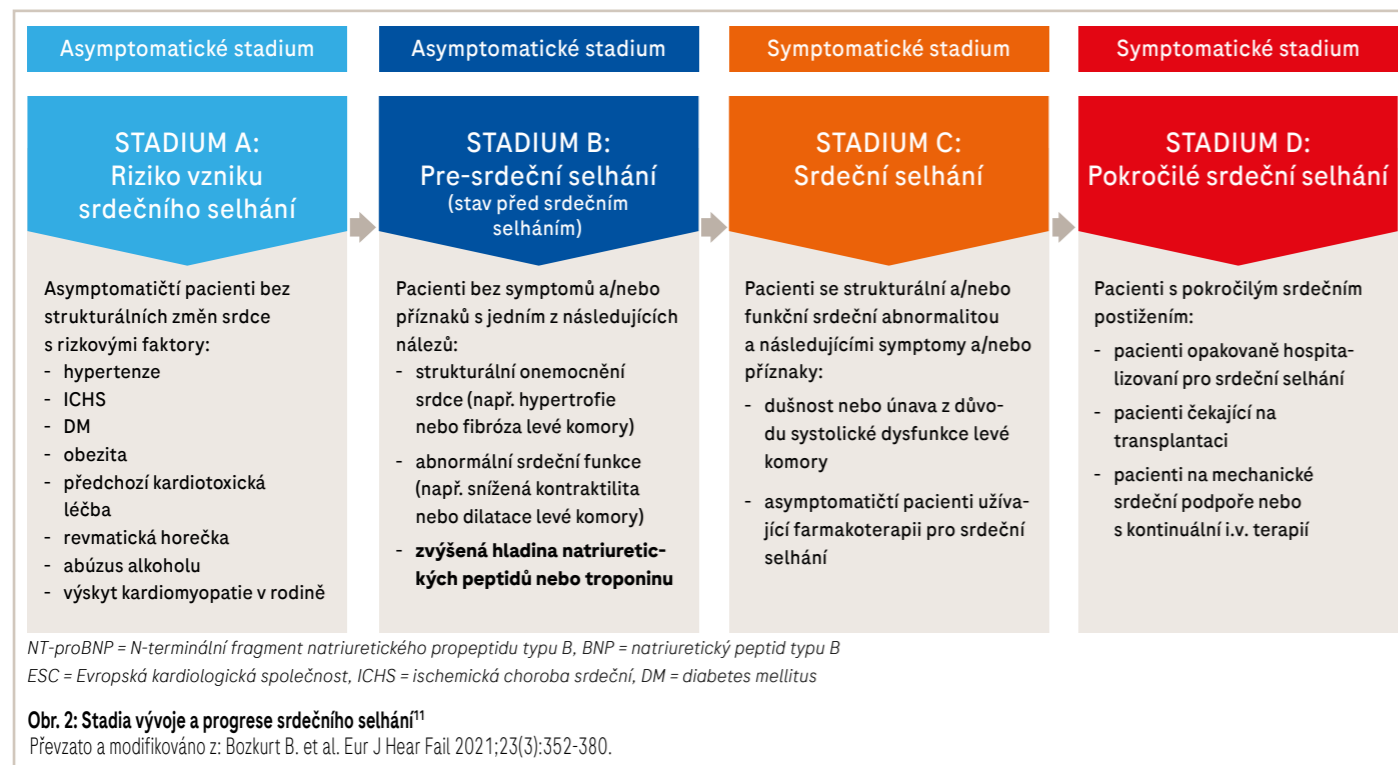 Asymptomatické stadium
STADIUM A:
Riziko vzniku
srdečního selhání
Asymptomatičtí pacienti bez
strukturálních změn srdce
s rizikovými faktory:
- hypertenze
- ICHS
- DM
- obezita
- předchozí kardiotoxická
léčba
- revmatická horečka
- abúzus alkoholu
- výskyt kardiomyopatie v rodině
Asymptomatické stadium
STADIUM B:
Pre-srdeční selhání
(stav před srdečním
selháním)
Pacienti bez symptomů a/nebo
příznaků s jedním z následujících
nálezů:
- strukturální onemocnění
srdce (např. hypertrofie
nebo fibróza levé komory)
- abnormální srdeční funkce
(např. snížená kontraktilita
nebo dilatace levé komory)
- zvýšená hladina natriuretic-
kých peptidů nebo troponinu
Symptomatické stadium
STADIUM C:
Srdeční selhání
Pacienti se strukturální a/nebo
funkční srdeční abnormalitou
a následujícími symptomy a/nebo
příznaky:
- dušnost nebo únava z důvo-
du systolické dysfunkce levé
komory
- asymptomatičtí pacienti užíva-
jící farmakoterapii pro srdeční
selhání
Symptomatické stadium
STADIUM D:
Pokročilé srdeční selhání
Pacienti s pokročilým srdečním
postižením:
- pacienti opakovaně hospita-
lizovaní pro srdeční selhání
- pacienti čekající na
transplantaci
- pacienti na mechanické
srdeční podpoře nebo
s kontinuální i.v. terapií
NT-proBNP = N-terminální fragment natriuretického propeptidu typu B, BNP = natriuretický peptid typu B
ESC = Evropská kardiologická společnost, ICHS = ischemická choroba srdeční, DM = diabetes mellitus
Obr. 2: Stadia vývoje a progrese srdečního selhání¹¹
Převzato a modifikováno z: Bozkurt B. et al. Eur J Hear Fail 2021;23(3):352-380.